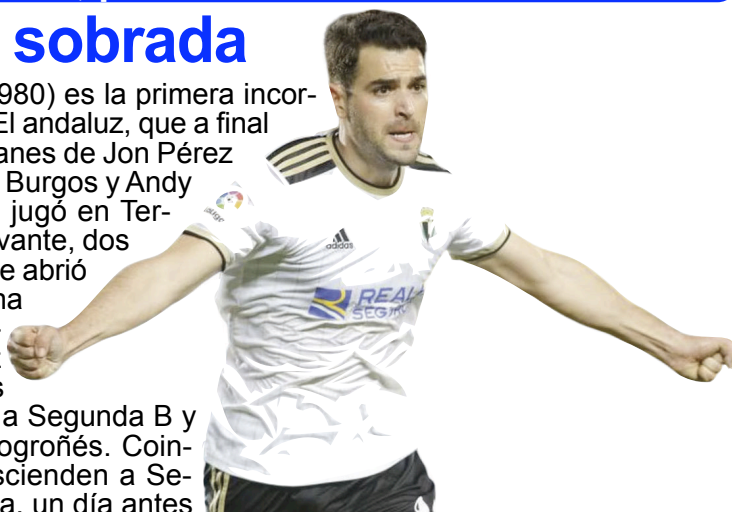 sobrada
980) es la primera incor-
El andaluz, que a final
anes de Jon Pérez
Burgos y Andy
jugó en Ter-
vante, dos
e abrió
na
s
a Segunda B y
ogroñés. Coin-
scienden a Se-
a, un día antes
adidas
REAL
SEG